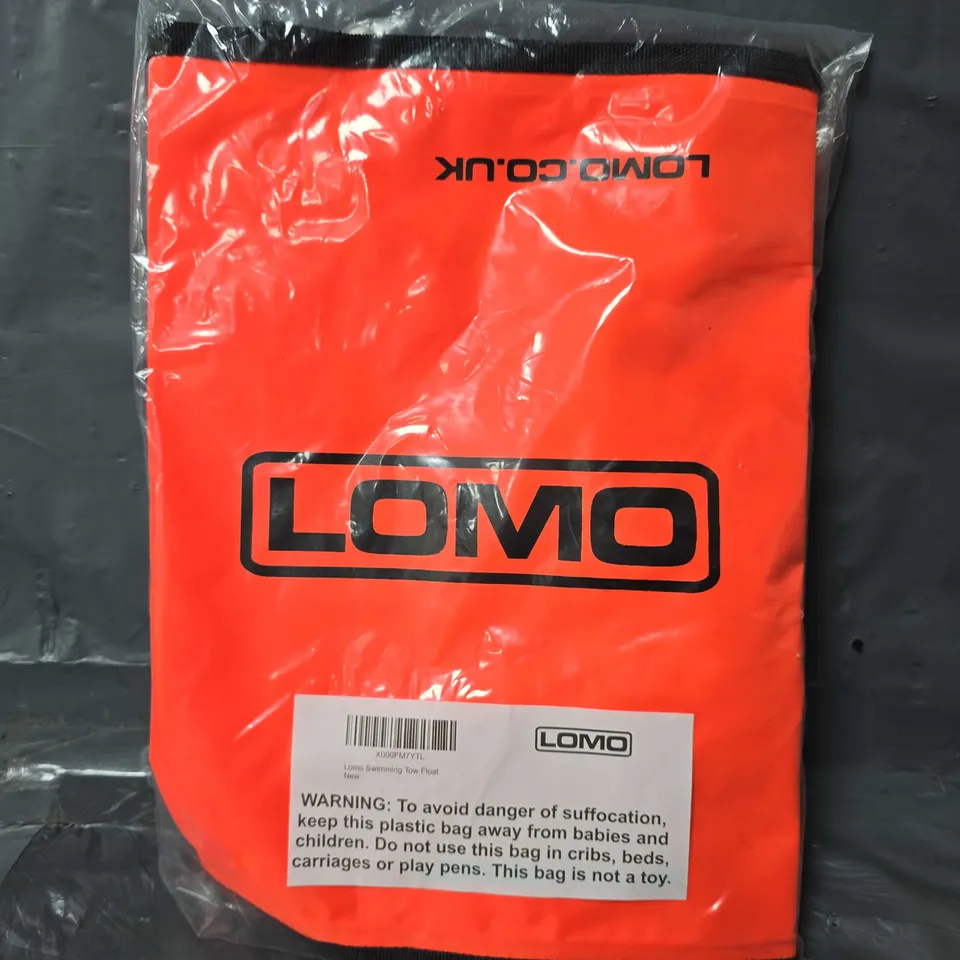 LOMO.CO.UK
LOMO
X000FM7YTL
LOMO
Lomo Swimming Tow Float
New
WARNING: To avoid danger of suffocation,
keep this plastic bag away from babies and
children. Do not use this bag in cribs, beds,
carriages or play pens. This bag is not a toy.